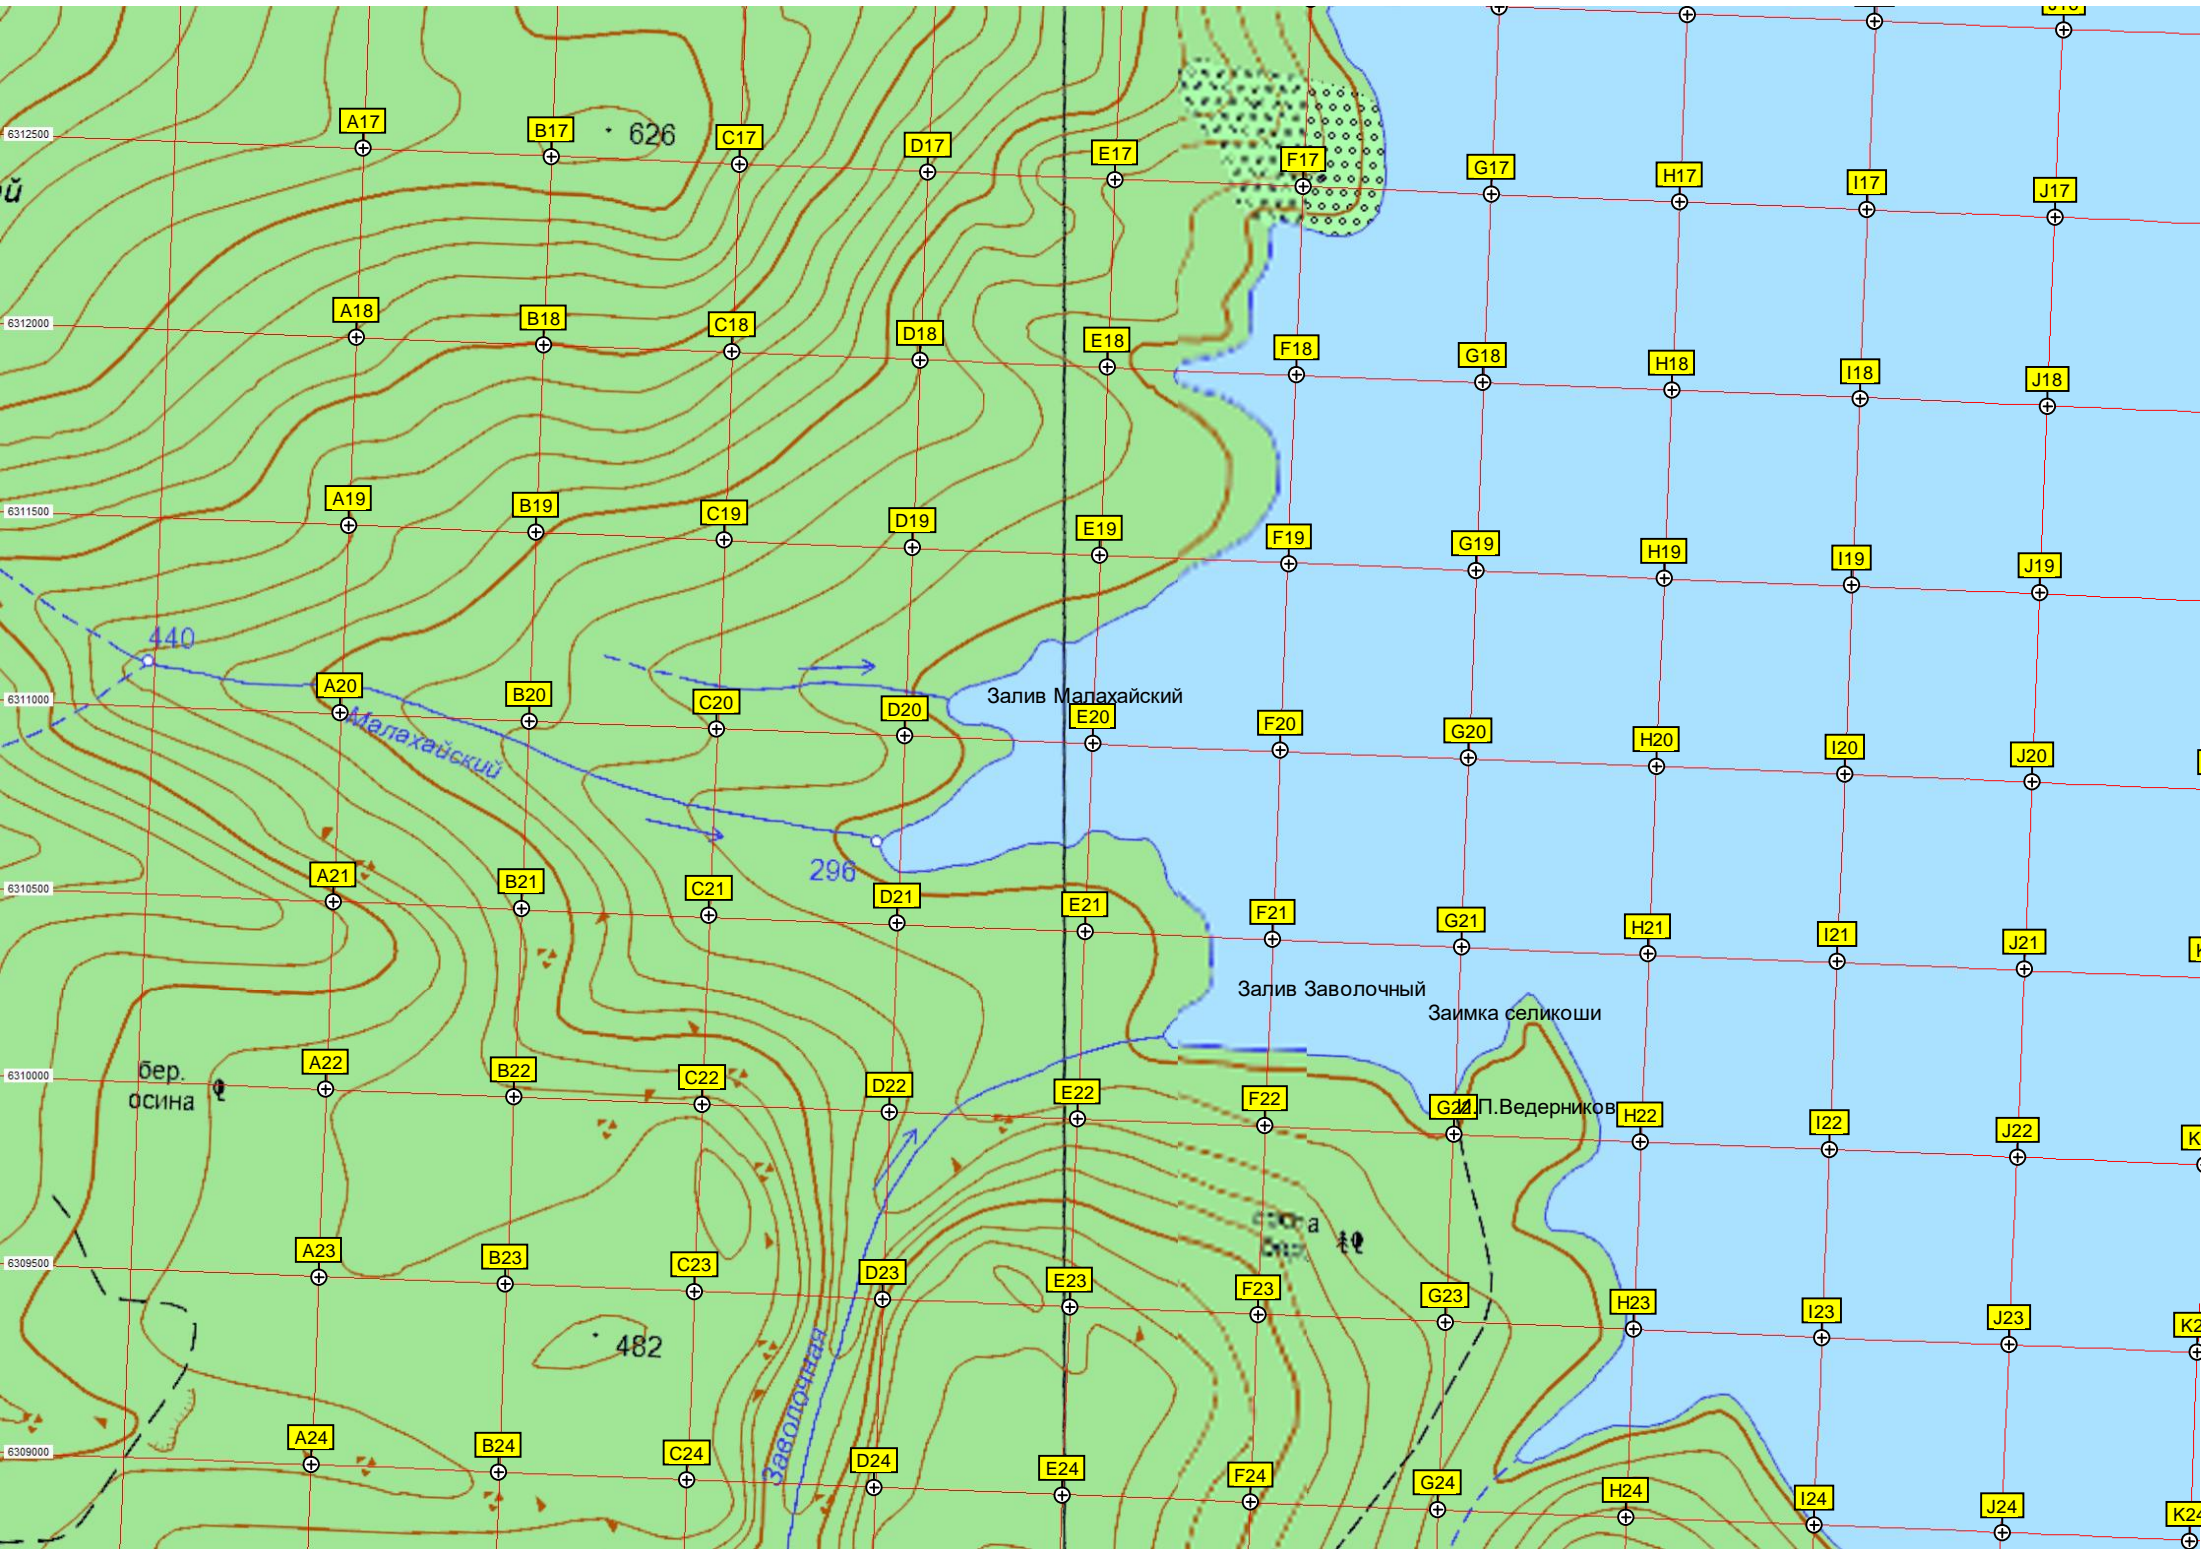 J16
A17
B17
626
C17
D17
E17
F17
G17
H17
I17
J17
6312500
й
A18
B18
C18
D18
E18
F18
G18
H18
I18
J18
6312000
A19
B19
C19
D19
E19
F19
G19
H19
I19
J19
6311500
440
A20
B20
C20
D20
Залив Малахайский
E20
F20
G20
H20
I20
J20
6311000
Малахайский
296
A21
B21
C21
D21
E21
F21
G21
H21
I21
J21
6310500
Залив Заволочный
Заимка селикоши
A22
B22
C22
D22
E22
F22
G22
И.П.Ведерников
H22
I22
J22
K
6310000
бер.
осина
сосна
бер.
A23
B23
C23
D23
E23
F23
G23
H23
I23
J23
K2
6309500
482
Заволочная
A24
B24
C24
D24
E24
F24
G24
H24
I24
J24
K24
6309000